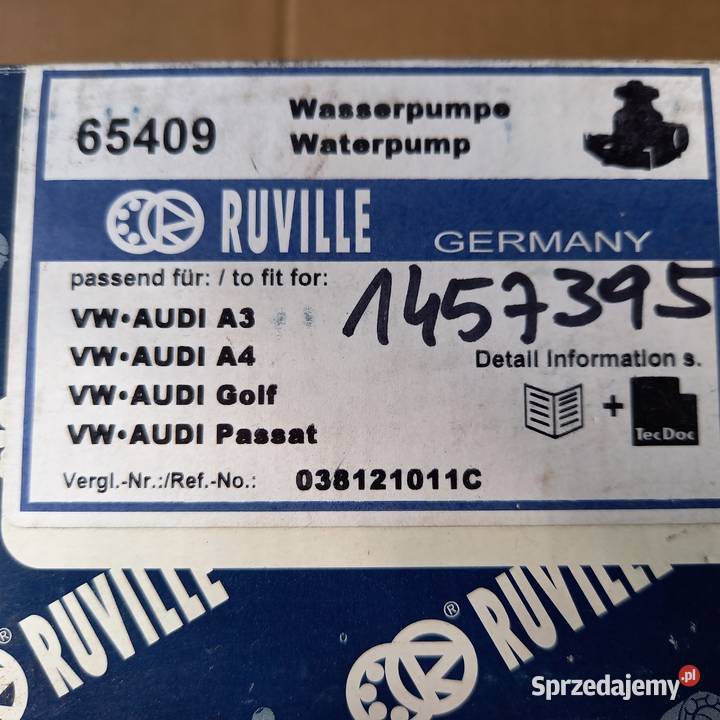 65409
Wasserpumpe
Waterpump
RUVILLE GERMANY
passend für: / to fit for:
1457395
VW•AUDI A3
VW•AUDI A4
Detail Information s.
VW•AUDI Golf
+ TecDoc
VW•AUDI Passat
Vergl.-Nr.:/Ref.-No.: 038121011C
RUVILLE ®
® RUVILLE
Sprzedajemy.pl